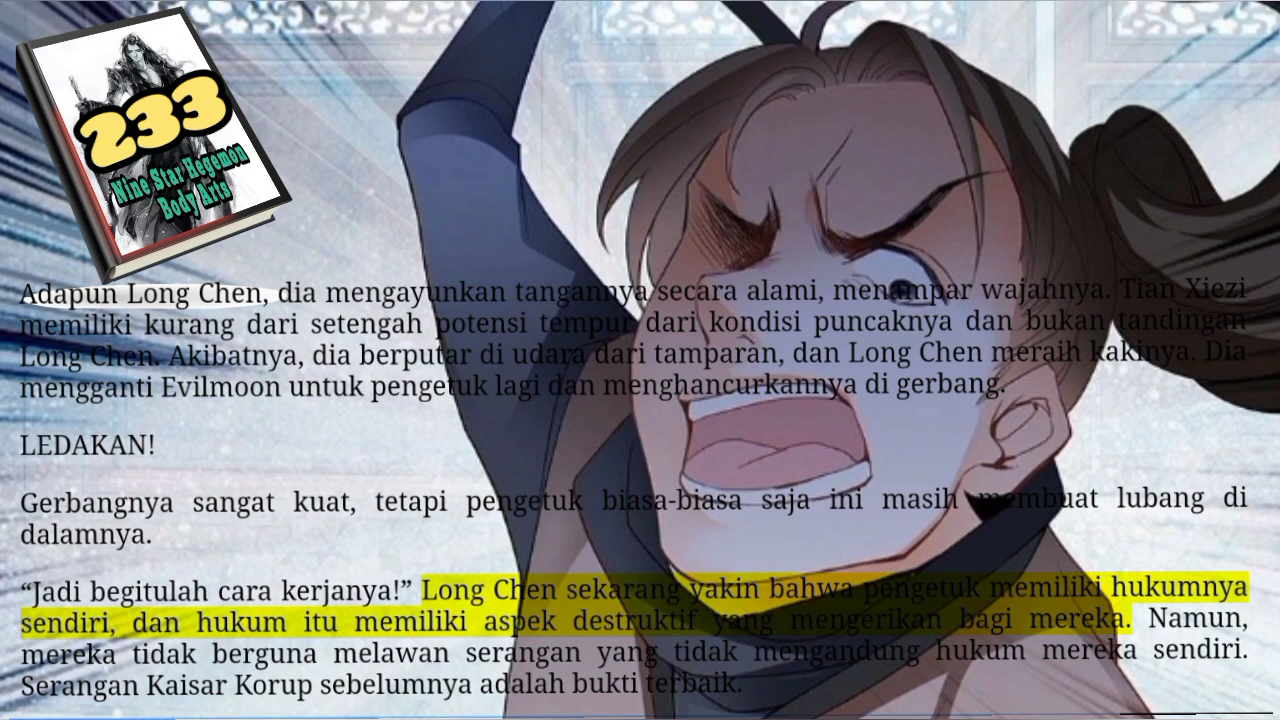 233
Nine Star Hegemon
Body Arts
Adapun Long Chen, dia mengayunkan tangannya secara alami, menampar wajahnya. Tian Xiezi
memiliki kurang dari setengah potensi tempur dari kondisi puncaknya dan bukan tandingan
Long Chen. Akibatnya, dia berputar di udara dari tamparan, dan Long Chen meraih kakinya. Dia
mengganti Evilmoon untuk pengetuk lagi dan menghancurkannya di gerbang.
LEDAKAN!
Gerbangnya sangat kuat, tetapi pengetuk biasa-biasa saja ini masih membuat lubang di
dalamnya.
“Jadi begitulah cara kerjanya!” Long Chen sekarang yakin bahwa pengetuk memiliki hukumnya
sendiri, dan hukum itu memiliki aspek destruktif yang mengerikan bagi mereka. Namun,
mereka tidak berguna melawan serangan yang tidak mengandung hukum mereka sendiri.
Serangan Kaisar Korup sebelumnya adalah bukti terbaik.